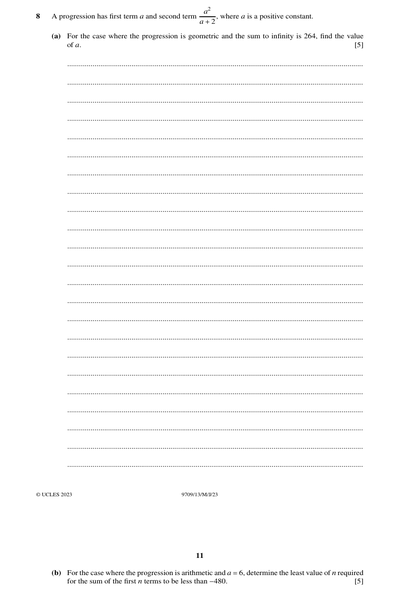 8 A progression has first term a and second term a²/(a + 2), where a is a positive constant.
(a) For the case where the progression is geometric and the sum to infinity is 264, find the value
of a. [5]
© UCLES 2023 9709/13/M/J/23
11
(b) For the case where the progression is arithmetic and a = 6, determine the least value of n required
for the sum of the first n terms to be less than −480. [5]